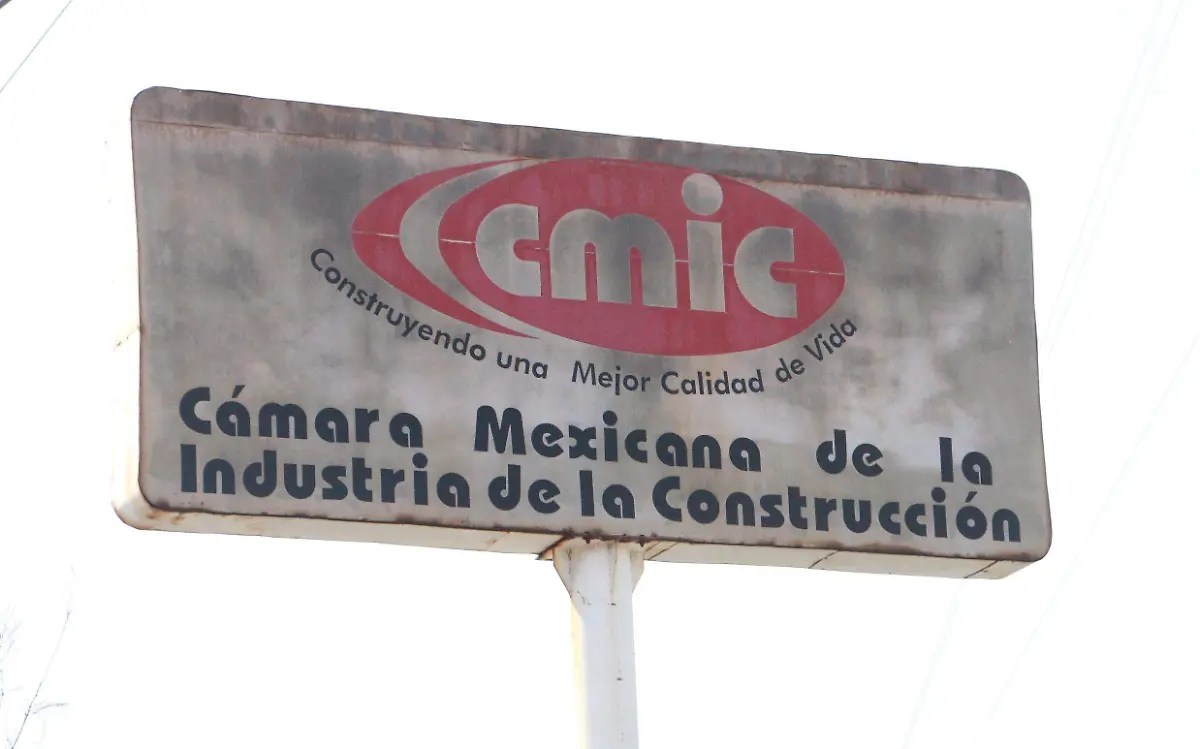 cmic
Construyendo una Mejor Calidad de Vida
Cámara Mexicana de la
Industria de la Construcción